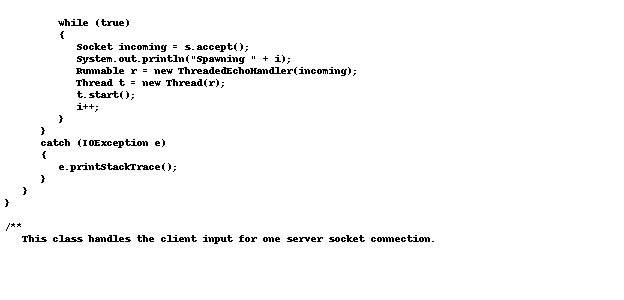 while (true)
{
Socket incoming = s.accept();
System.out.println("Spawning " + i);
Runnable r = new ThreadedEchoHandler(incoming);
Thread t = new Thread(r);
t.start();
i++;
}
}
catch (IOException e)
{
e.printStackTrace();
}
}
}
/**
This class handles the client input for one server socket connection.